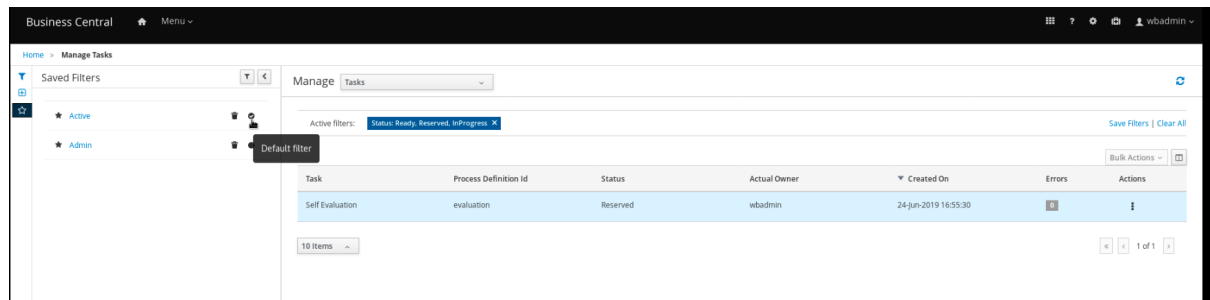 Business Central Menu ? wbadmin
Home > Manage Tasks
Saved Filters
Manage Tasks
Active
Active filters: Status: Ready, Reserved, InProgress X Save Filters | Clear All
Admin
Default filter
Bulk Actions
Task Process Definition Id Status Actual Owner Created On Errors Actions
Self Evaluation evaluation Reserved wbadmin 24-Jun-2019 16:55:30 0
10 Items « ‹ 1 of 1 ›